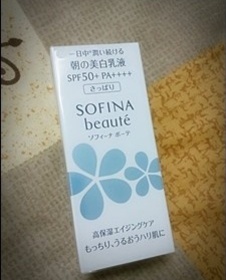 一日中*潤い続ける
朝の美白乳液
SPF50+ PA++++
さっぱり
SOFINA
beauté
ソフィーナ ボーテ
高保湿エイジングケア
もっちり、うるおうハリ肌に